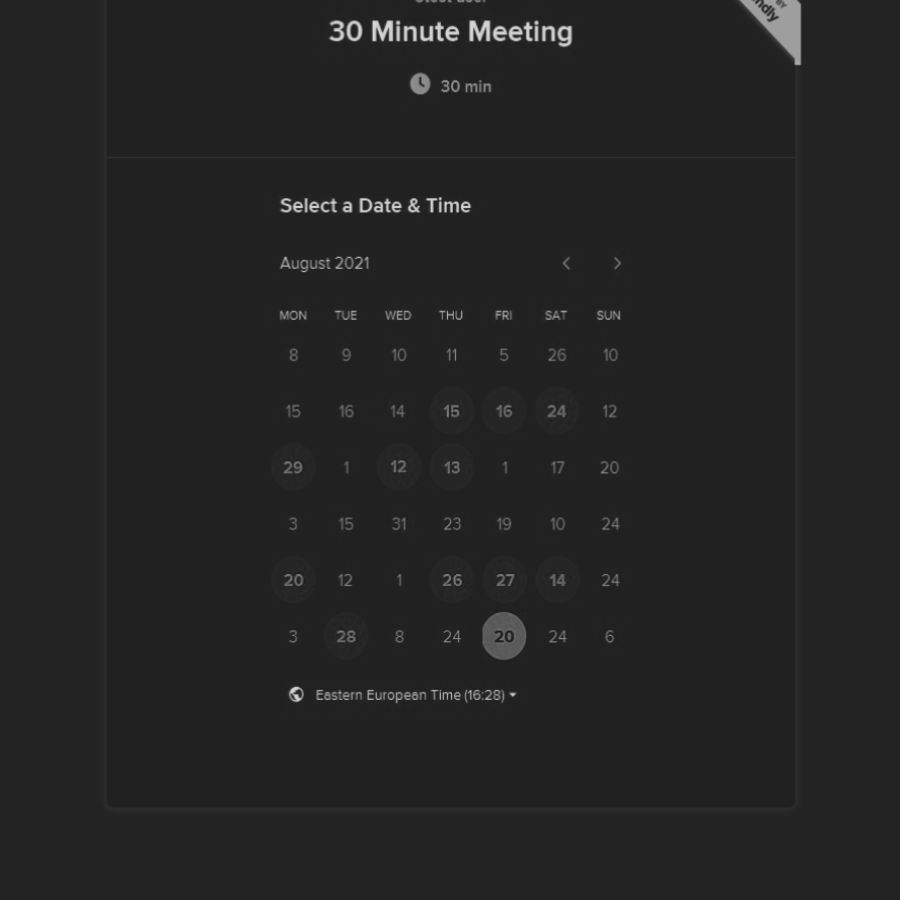 30 Minute Meeting
30 min
Select a Date & Time
August 2021
MON TUE WED THU FRI SAT SUN
8 9 10 11 5 26 10
15 16 14 15 16 24 12
29 1 12 13 1 17 20
3 15 31 23 19 10 24
20 12 1 26 27 14 24
3 28 8 24 20 24 6
Eastern European Time (16:28)